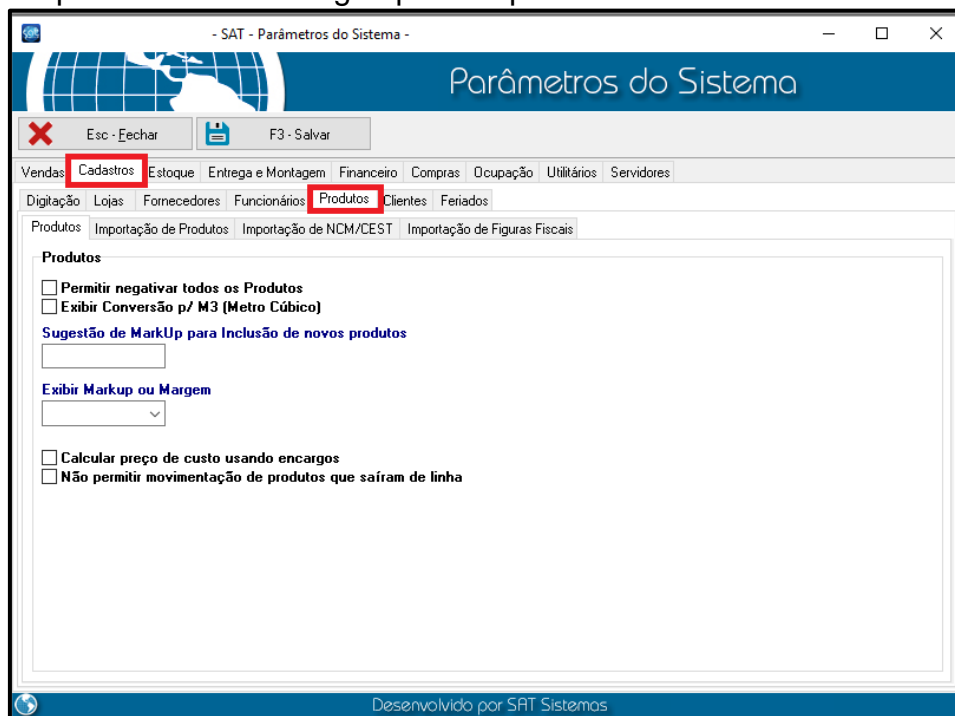 - SAT - Parâmetros do Sistema -
Parâmetros do Sistema
Esc - Fechar F3 - Salvar
Vendas Cadastros Estoque Entrega e Montagem Financeiro Compras Ocupação Utilitários Servidores
Digitação Lojas Fornecedores Funcionários Produtos Clientes Feriados
Produtos Importação de Produtos Importação de NCM/CEST Importação de Figuras Fiscais
Produtos
Permitir negativar todos os Produtos
Exibir Conversão p/ M3 (Metro Cúbico)
Sugestão de MarkUp para Inclusão de novos produtos
Exibir Markup ou Margem
Calcular preço de custo usando encargos
Não permitir movimentação de produtos que saíram de linha
Desenvolvido por SAT Sistemas